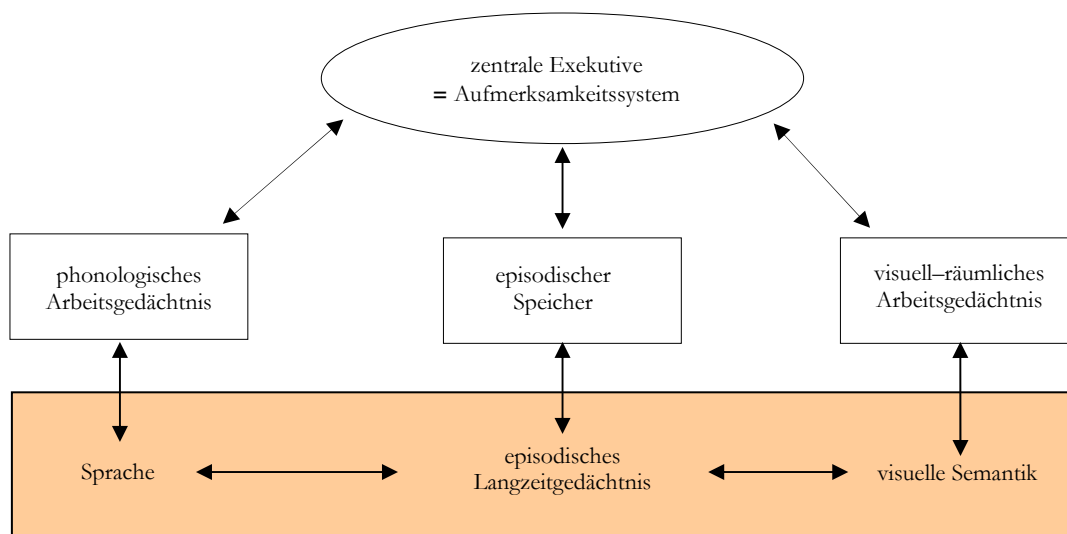 zentrale Exekutive
= Aufmerksamkeitssystem
phonologisches
Arbeitsgedächtnis
episodischer
Speicher
visuell–räumliches
Arbeitsgedächtnis
Sprache
episodisches
Langzeitgedächtnis
visuelle Semantik